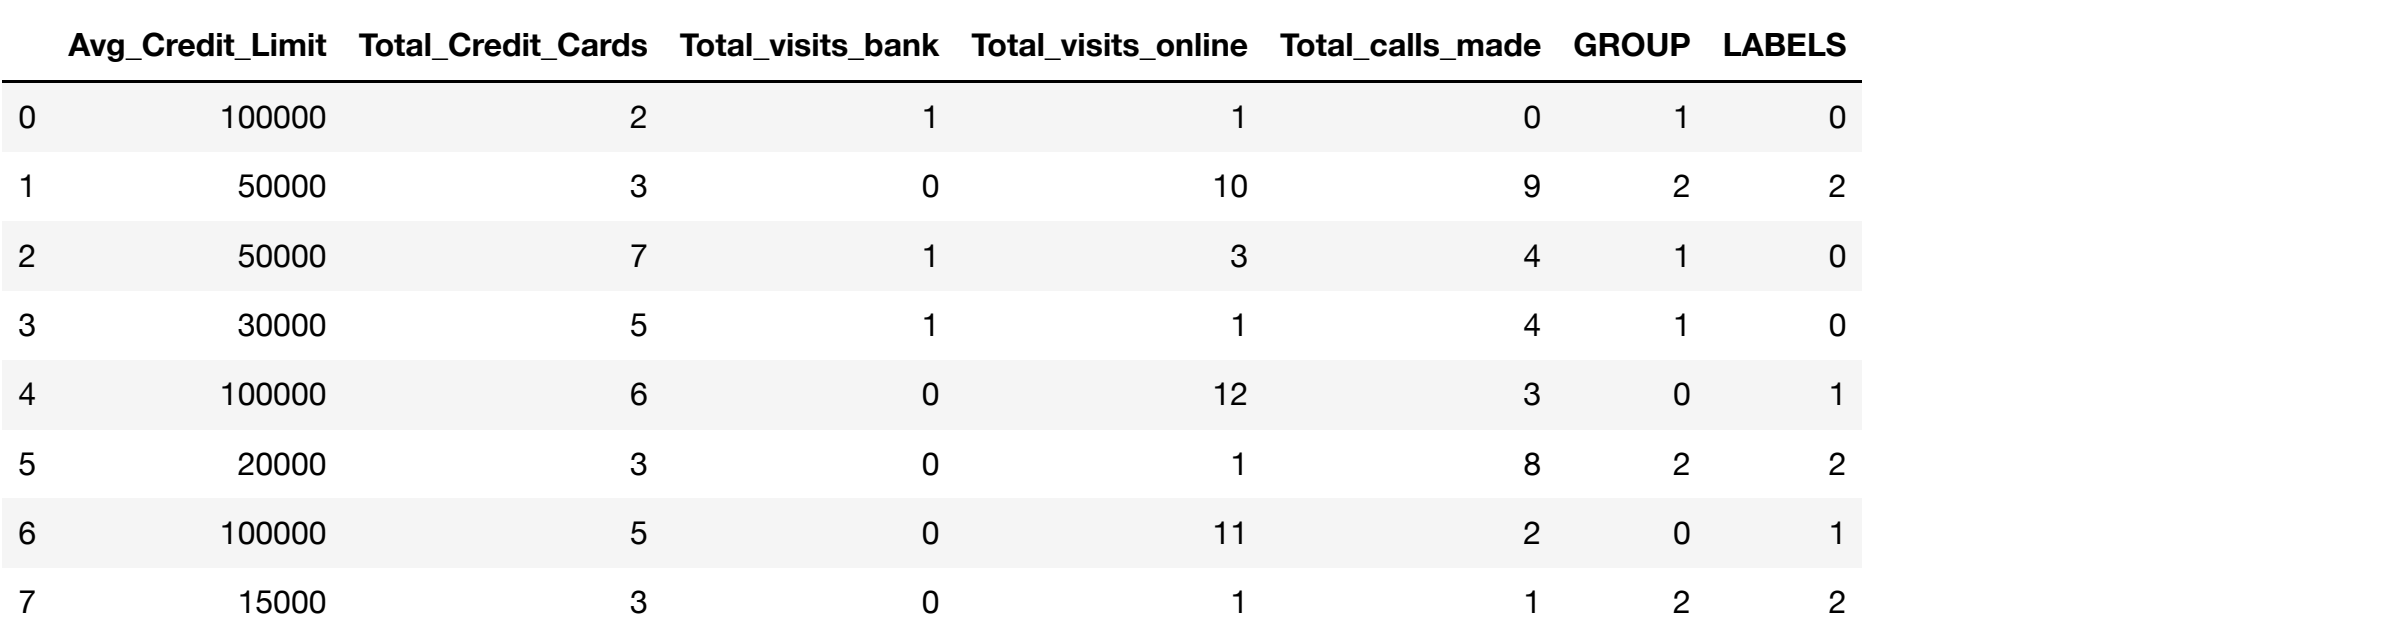 Avg_Credit_Limit Total_Credit_Cards Total_visits_bank Total_visits_online Total_calls_made GROUP LABELS
0 100000 2 1 1 0 1 0
1 50000 3 0 10 9 2 2
2 50000 7 1 3 4 1 0
3 30000 5 1 1 4 1 0
4 100000 6 0 12 3 0 1
5 20000 3 0 1 8 2 2
6 100000 5 0 11 2 0 1
7 15000 3 0 1 1 2 2